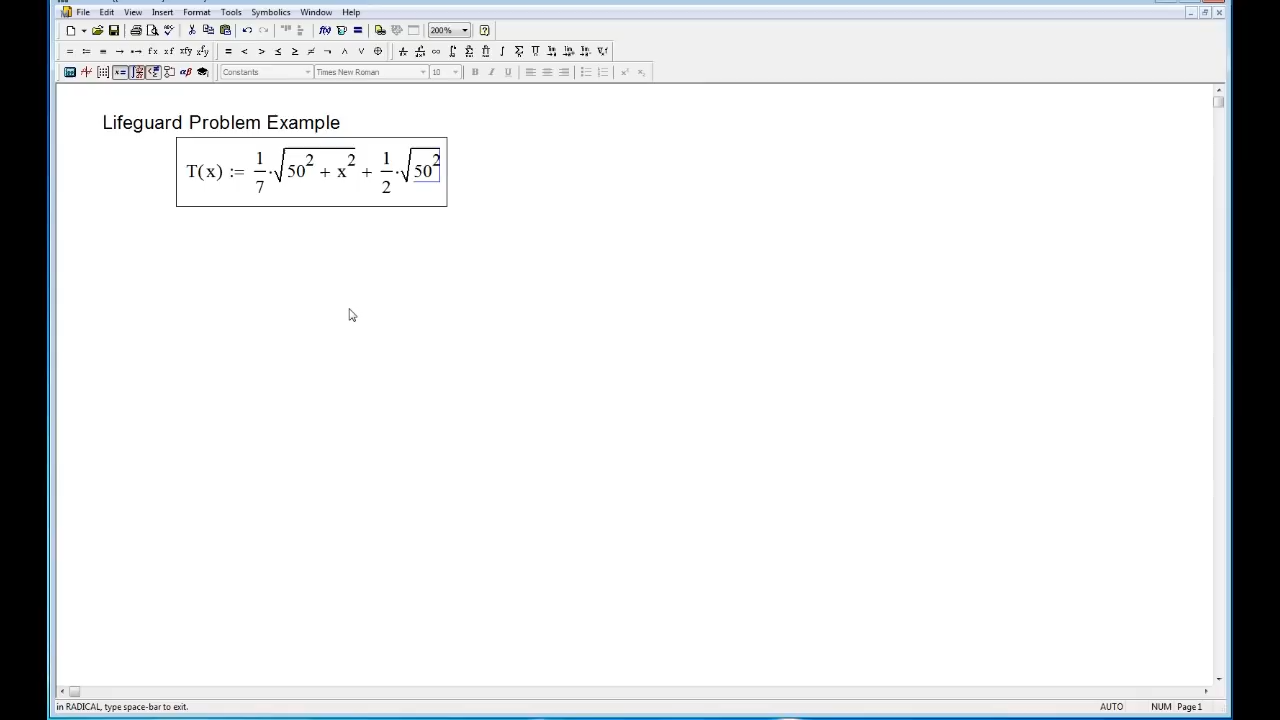 File Edit View Insert Format Tools Symbolics Window Help
200%
Constants Times New Roman 10 B I U
Lifeguard Problem Example
T(x) := 1/7·√(50² + x²) + 1/2·√(50²)
in RADICAL, type space-bar to exit. AUTO NUM Page 1